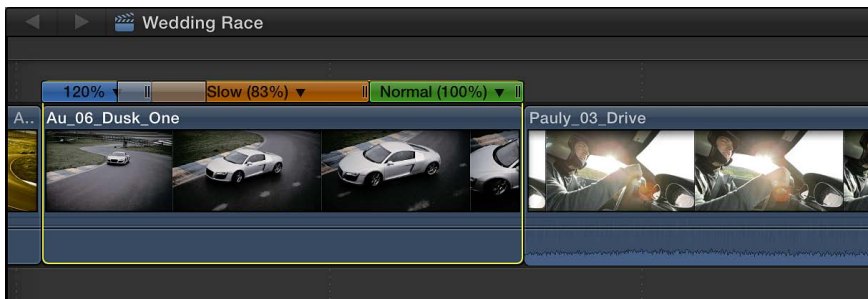 Wedding Race
120% Slow (83%) Normal (100%)
A.. Au_06_Dusk_One Pauly_03_Drive